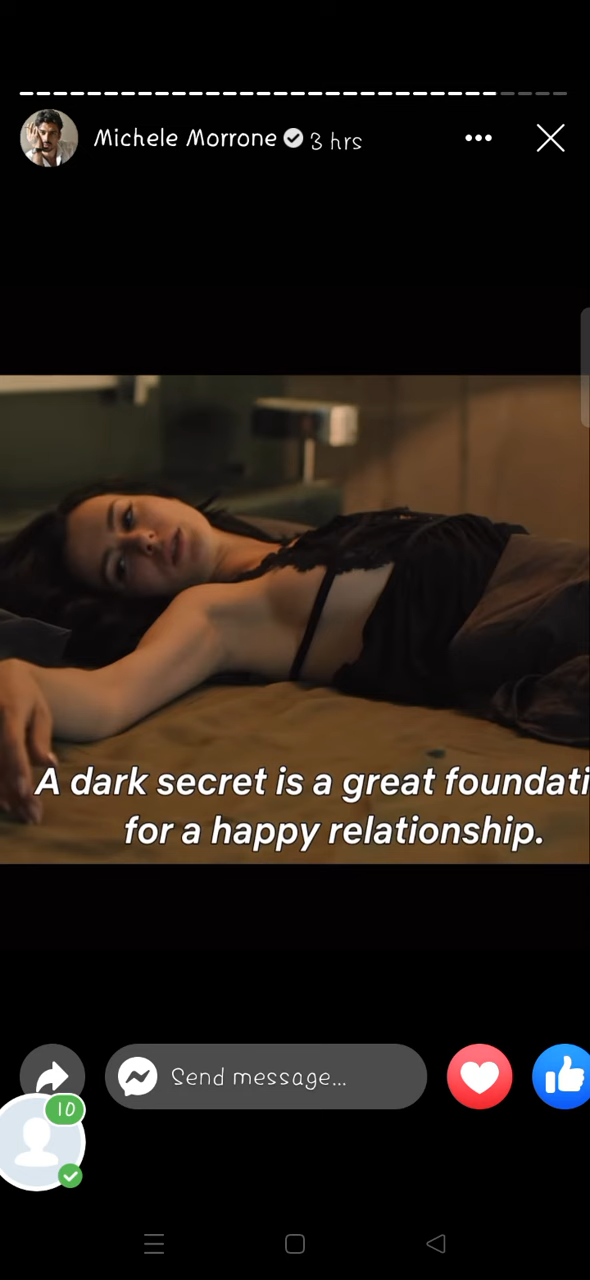 Michele Morrone 3 hrs
A dark secret is a great foundati
for a happy relationship.
Send message...
10